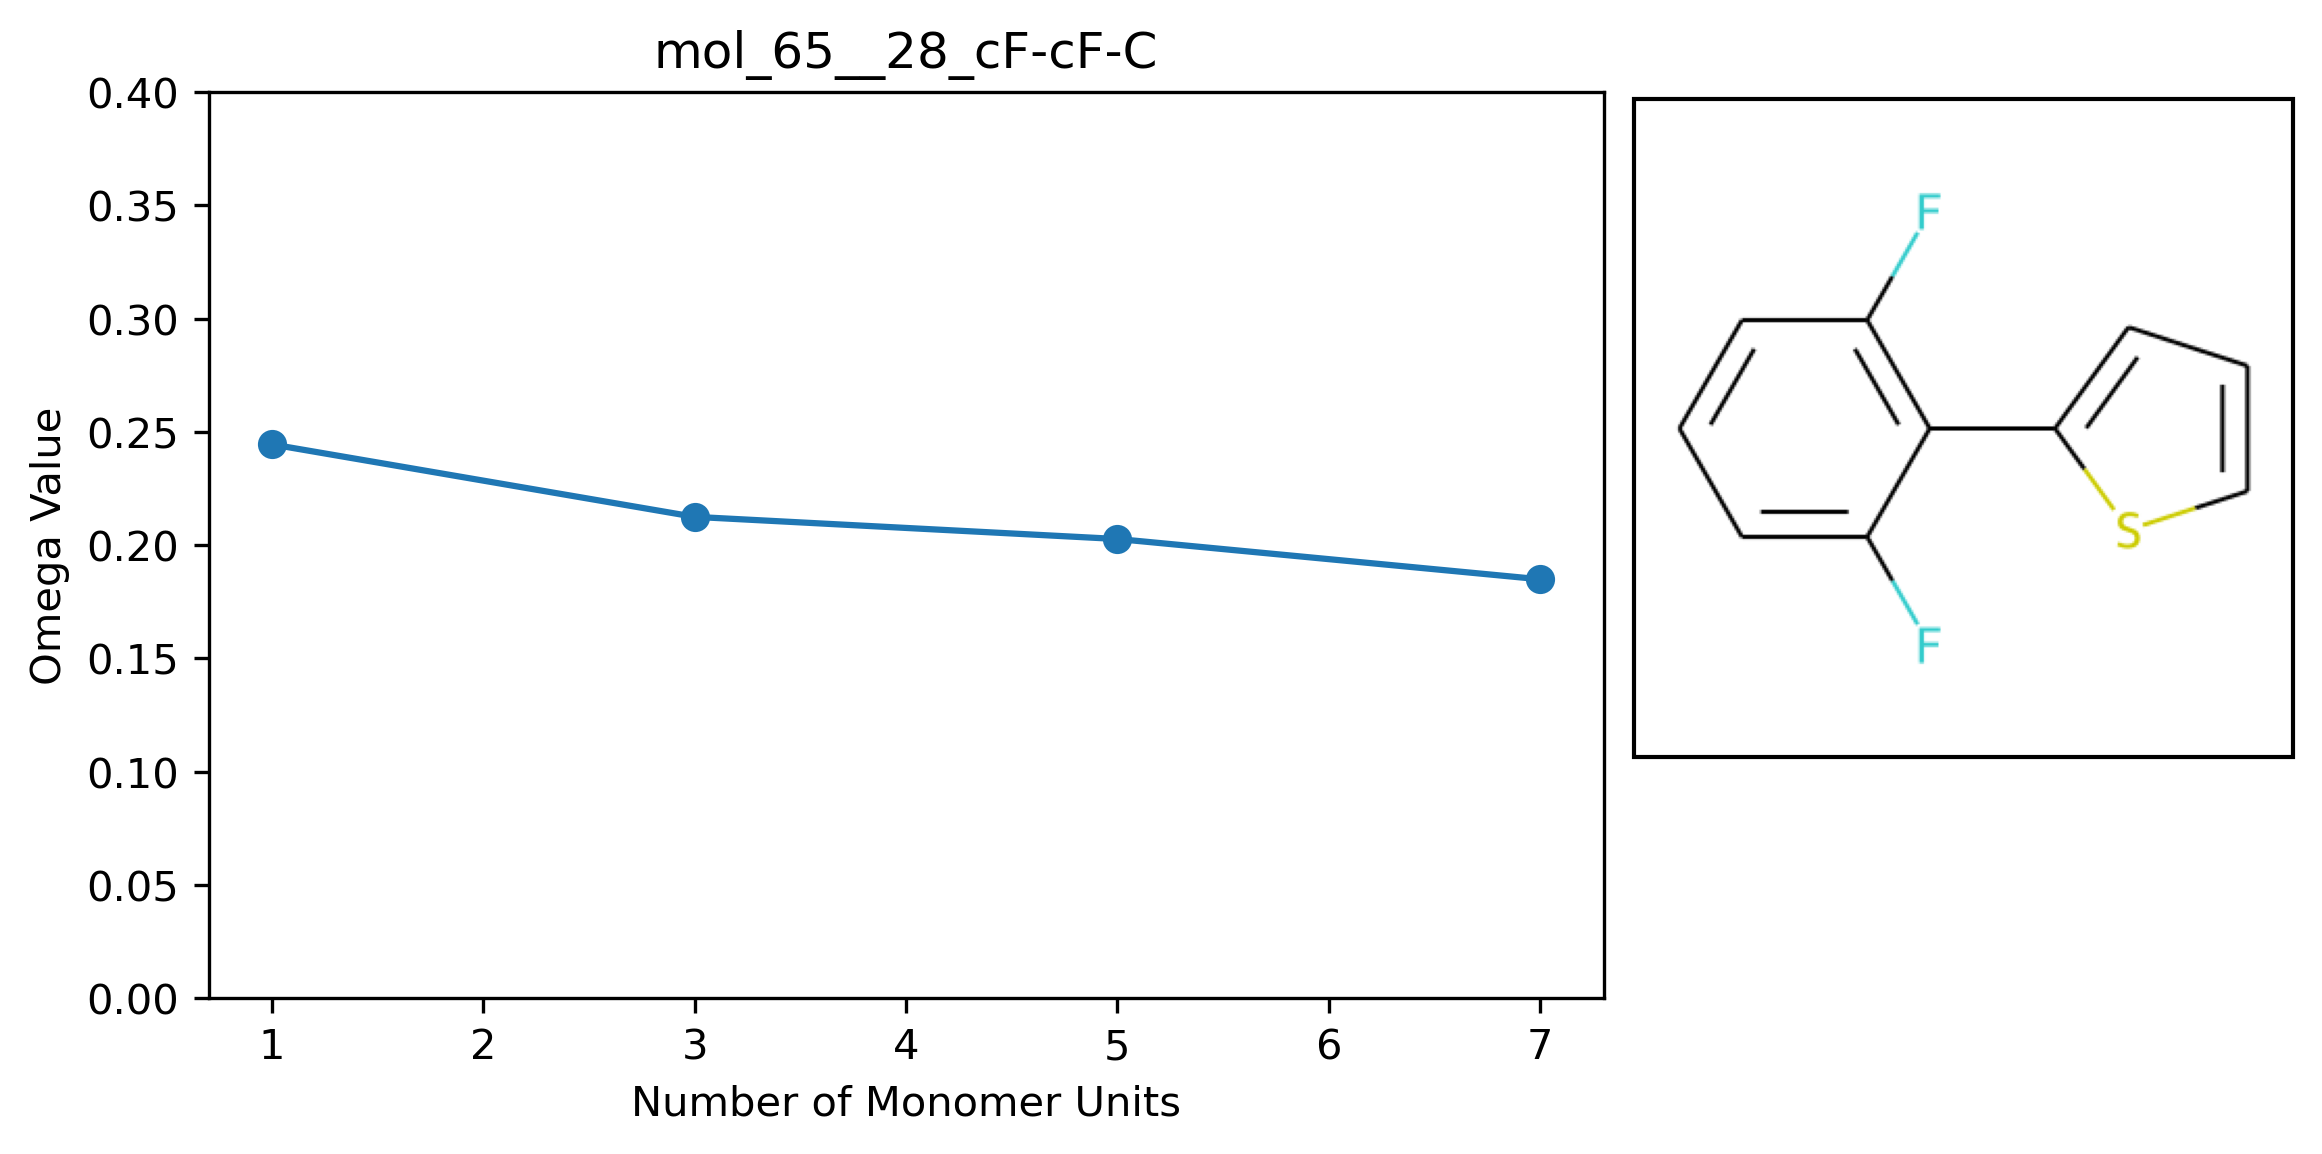 mol_65__28_cF-cF-C
0.40
0.35
0.30
0.25
0.20
0.15
0.10
0.05
0.00
Omega Value
1 2 3 4 5 6 7
Number of Monomer Units
F
S
F